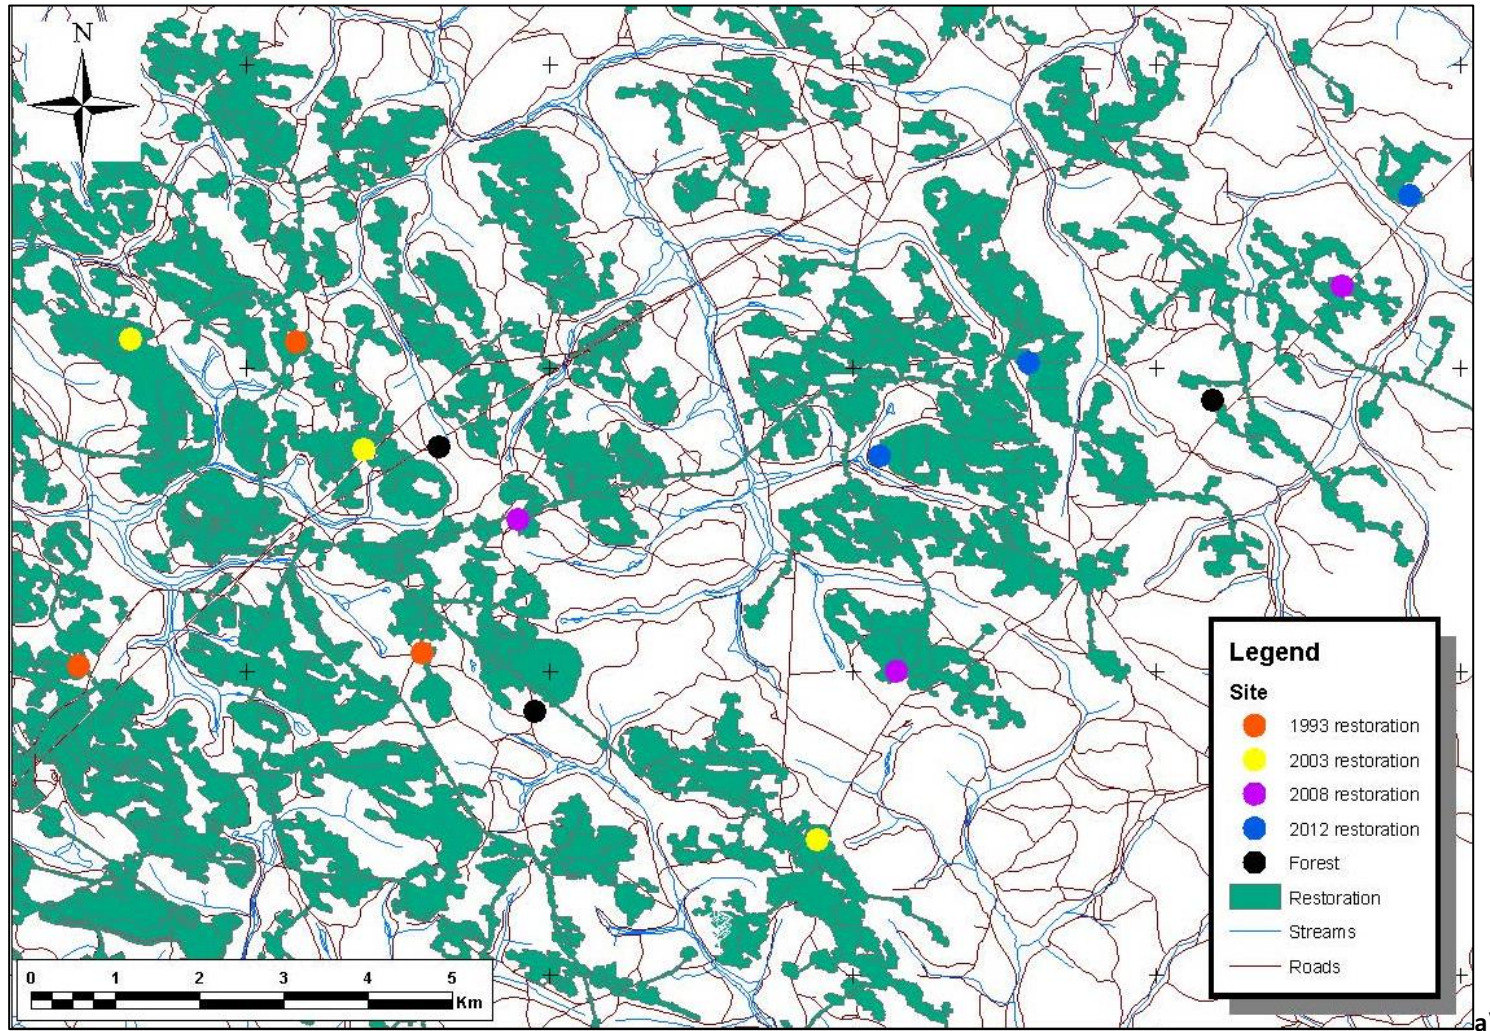 N
Legend
Site
1993 restoration
2003 restoration
2008 restoration
2012 restoration
Forest
Restoration
Streams
Roads
0 1 2 3 4 5
Km